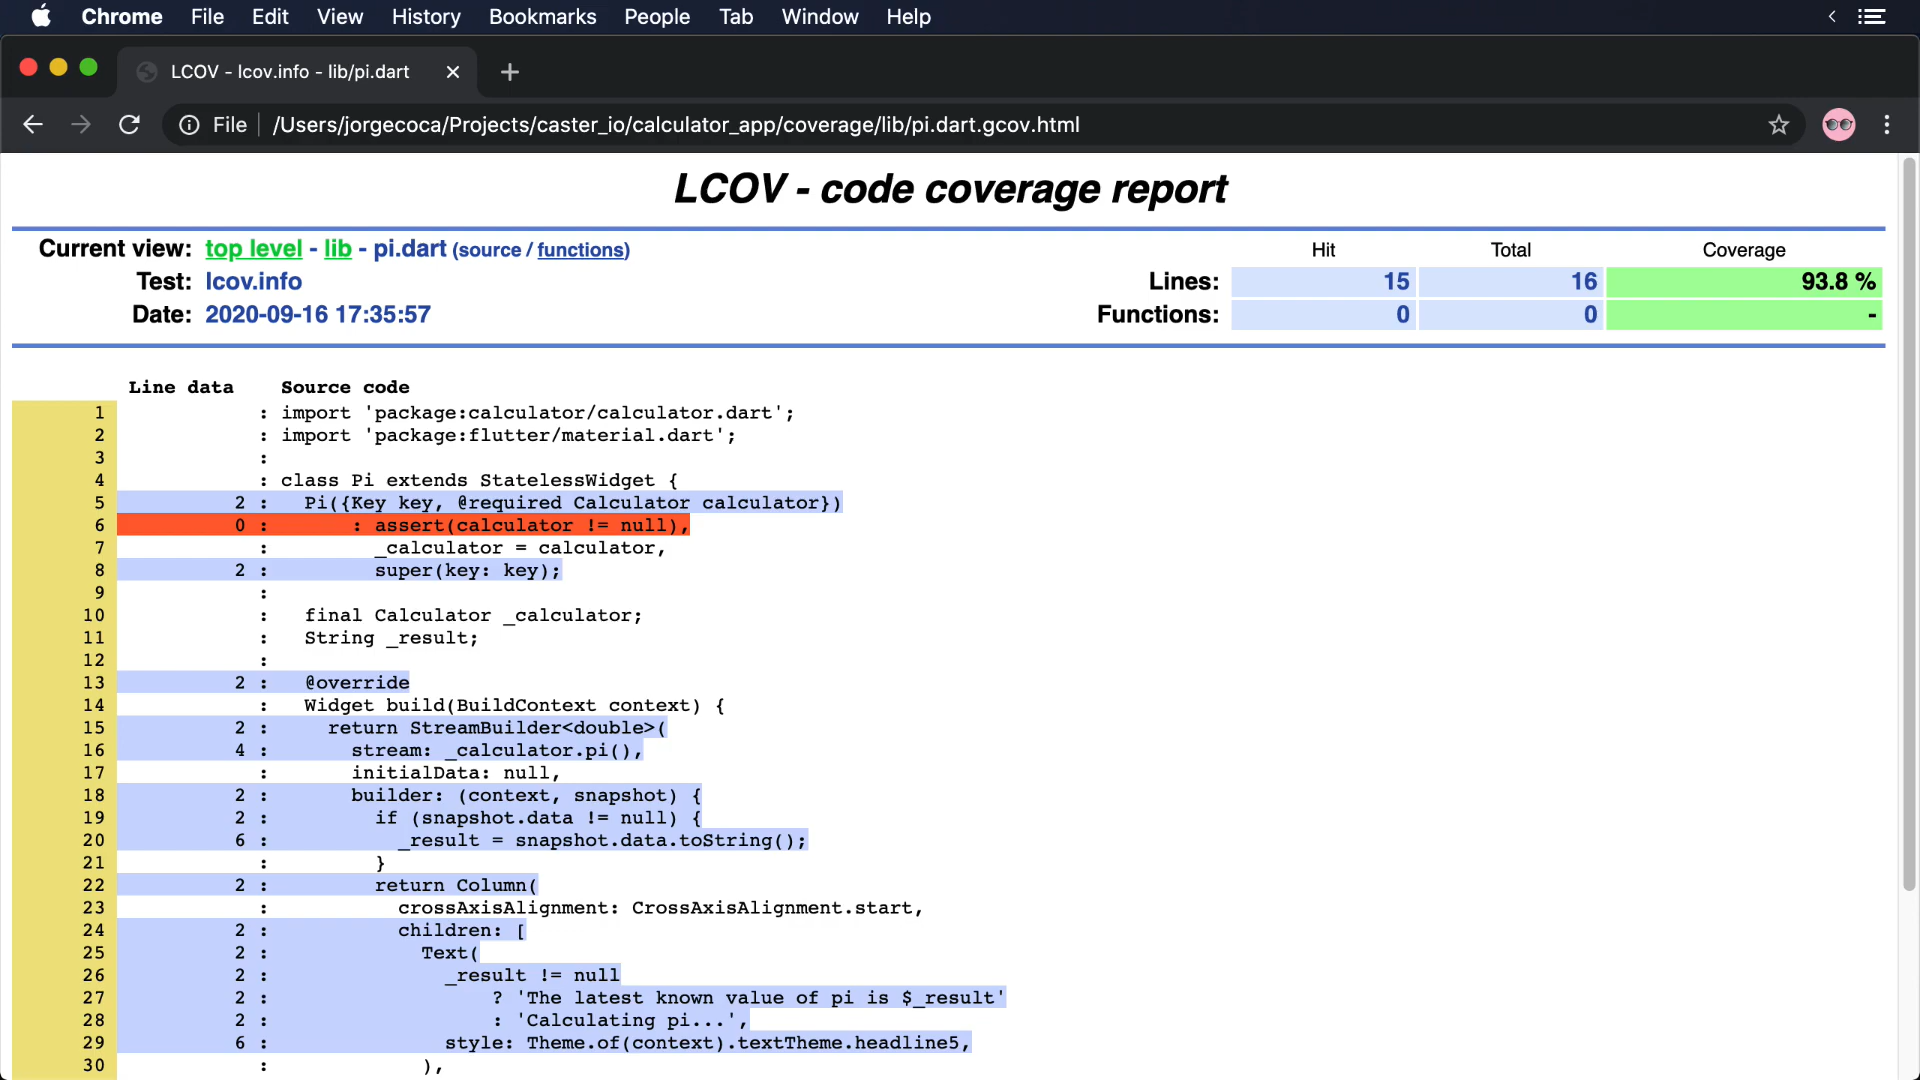 Chrome File Edit View History Bookmarks People Tab Window Help
LCOV - lcov.info - lib/pi.dart
File /Users/jorgecoca/Projects/caster_io/calculator_app/coverage/lib/pi.dart.gcov.html
LCOV - code coverage report
Current view: top level - lib - pi.dart (source / functions) Hit Total Coverage
Test: lcov.info Lines: 15 16 93.8 %
Date: 2020-09-16 17:35:57 Functions: 0 0 -
Line data Source code
1 : import 'package:calculator/calculator.dart';
2 : import 'package:flutter/material.dart';
3 :
4 : class Pi extends StatelessWidget {
5 2 : Pi({Key key, @required Calculator calculator})
6 0 : : assert(calculator != null),
7 : _calculator = calculator,
8 2 : super(key: key);
9 :
10 : final Calculator _calculator;
11 : String _result;
12 :
13 2 : @override
14 : Widget build(BuildContext context) {
15 2 : return StreamBuilder<double>(
16 4 : stream: _calculator.pi(),
17 : initialData: null,
18 2 : builder: (context, snapshot) {
19 2 : if (snapshot.data != null) {
20 6 : _result = snapshot.data.toString();
21 : }
22 2 : return Column(
23 : crossAxisAlignment: CrossAxisAlignment.start,
24 2 : children: [
25 2 : Text(
26 2 : _result != null
27 2 : ? 'The latest known value of pi is $_result'
28 2 : : 'Calculating pi...',
29 6 : style: Theme.of(context).textTheme.headline5,
30 : ),